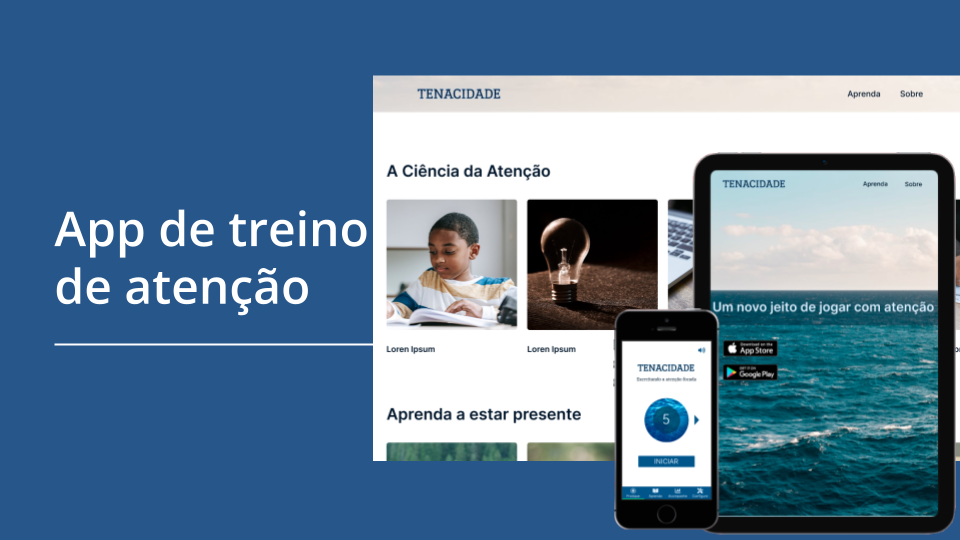 App de treino
de atenção
TENACIDADE
Aprenda Sobre
A Ciência da Atenção
Loren Ipsum
Loren Ipsum
Aprenda a estar presente
TENACIDADE
Aprenda Sobre
Um novo jeito de jogar com atenção
Download on the
App Store
GET IT ON
Google Play
TENACIDADE
Exercitando a atenção focada
5
INICIAR